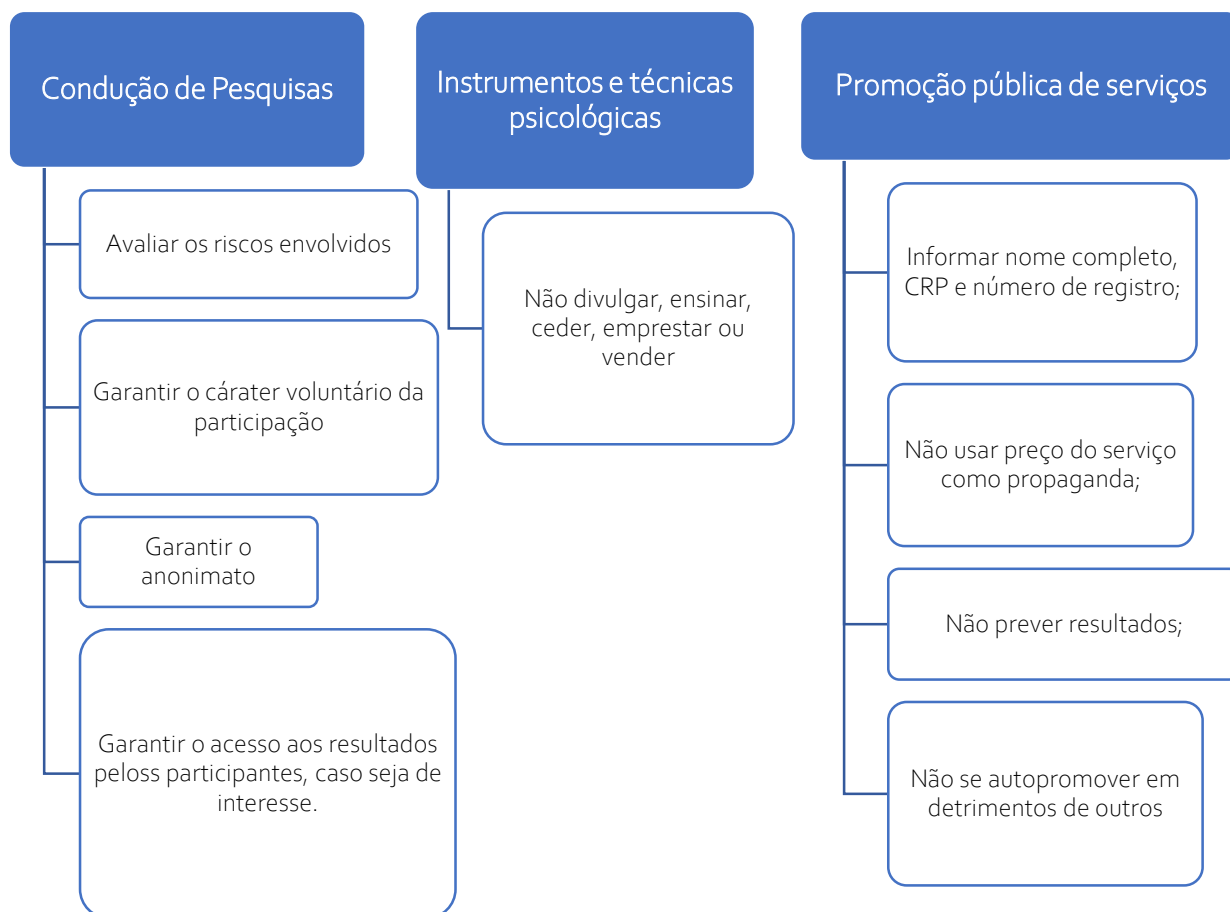 Condução de Pesquisas
Avaliar os riscos envolvidos
Garantir o cárater voluntário da
participação
Garantir o
anonimato
Garantir o acesso aos resultados
peloss participantes, caso seja de
interesse.
Instrumentos e técnicas
psicológicas
Não divulgar, ensinar,
ceder, emprestar ou
vender
Promoção pública de serviços
Informar nome completo,
CRP e número de registro;
Não usar preço do serviço
como propaganda;
Não prever resultados;
Não se autopromover em
detrimentos de outros